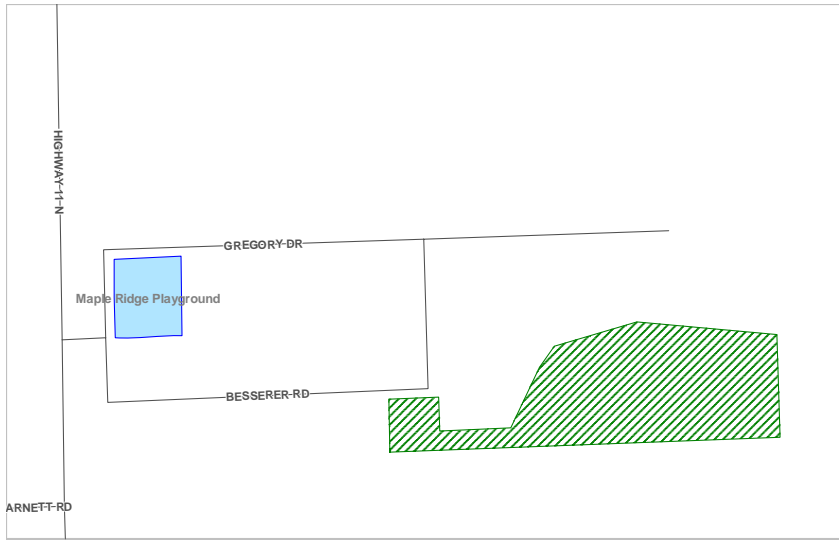 HIGHWAY 11 N
GREGORY DR
Maple Ridge Playground
BESSERER RD
ARNETT RD